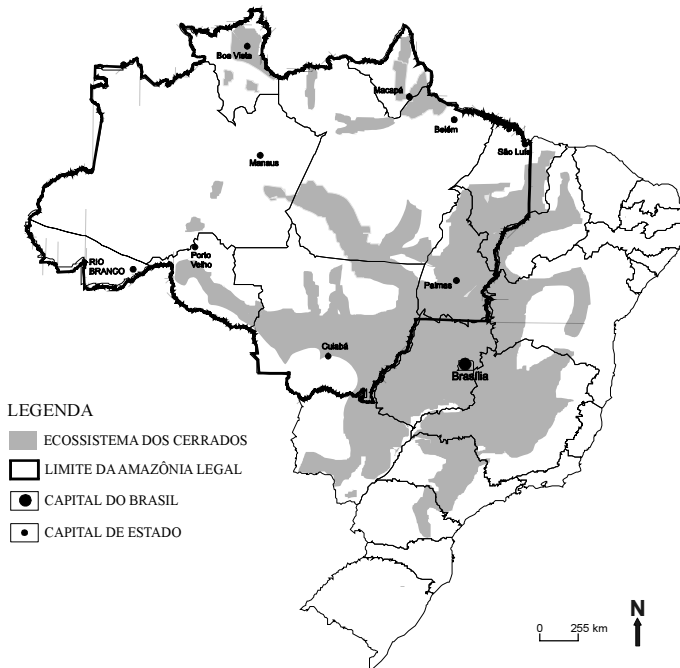 Boa Vista
Macapá
Belém
São Luís
Manaus
Porto
Velho
RIO
BRANCO
Palmas
Cuiabá
Brasília
LEGENDA
ECOSSISTEMA DOS CERRADOS
LIMITE DA AMAZÔNIA LEGAL
CAPITAL DO BRASIL
CAPITAL DE ESTADO
N
0 255 km